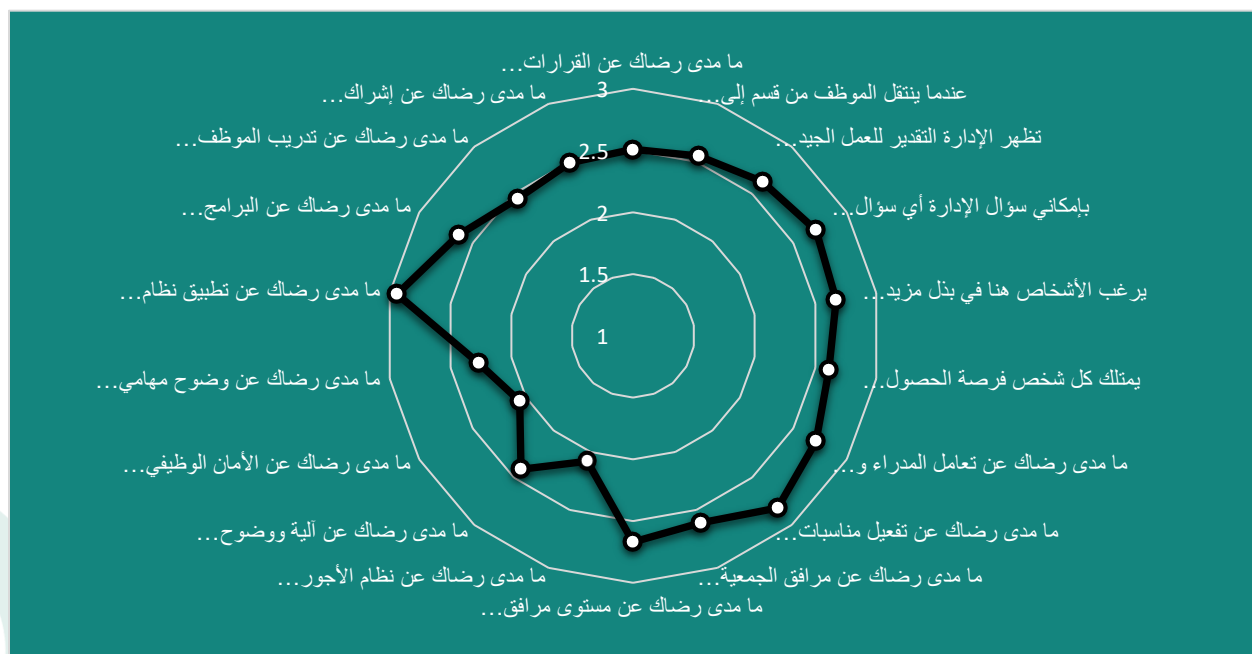 ما مدى رضاك عن القرارات...
عندما ينتقل الموظف من قسم إلى...
تظهر الإدارة التقدير للعمل الجيد...
بإمكاني سؤال الإدارة أي سؤال...
يرغب الأشخاص هنا في بذل مزيد...
يمتلك كل شخص فرصة الحصول...
ما مدى رضاك عن تعامل المدراء و...
ما مدى رضاك عن تفعيل مناسبات...
ما مدى رضاك عن مرافق الجمعية...
ما مدى رضاك عن مستوى مرافق...
ما مدى رضاك عن نظام الأجور...
ما مدى رضاك عن آلية ووضوح...
ما مدى رضاك عن الأمان الوظيفي...
ما مدى رضاك عن وضوح مهامي...
ما مدى رضاك عن تطبيق نظام...
ما مدى رضاك عن البرامج...
ما مدى رضاك عن تدريب الموظف...
ما مدى رضاك عن إشراك...
3
2.5
2
1.5
1